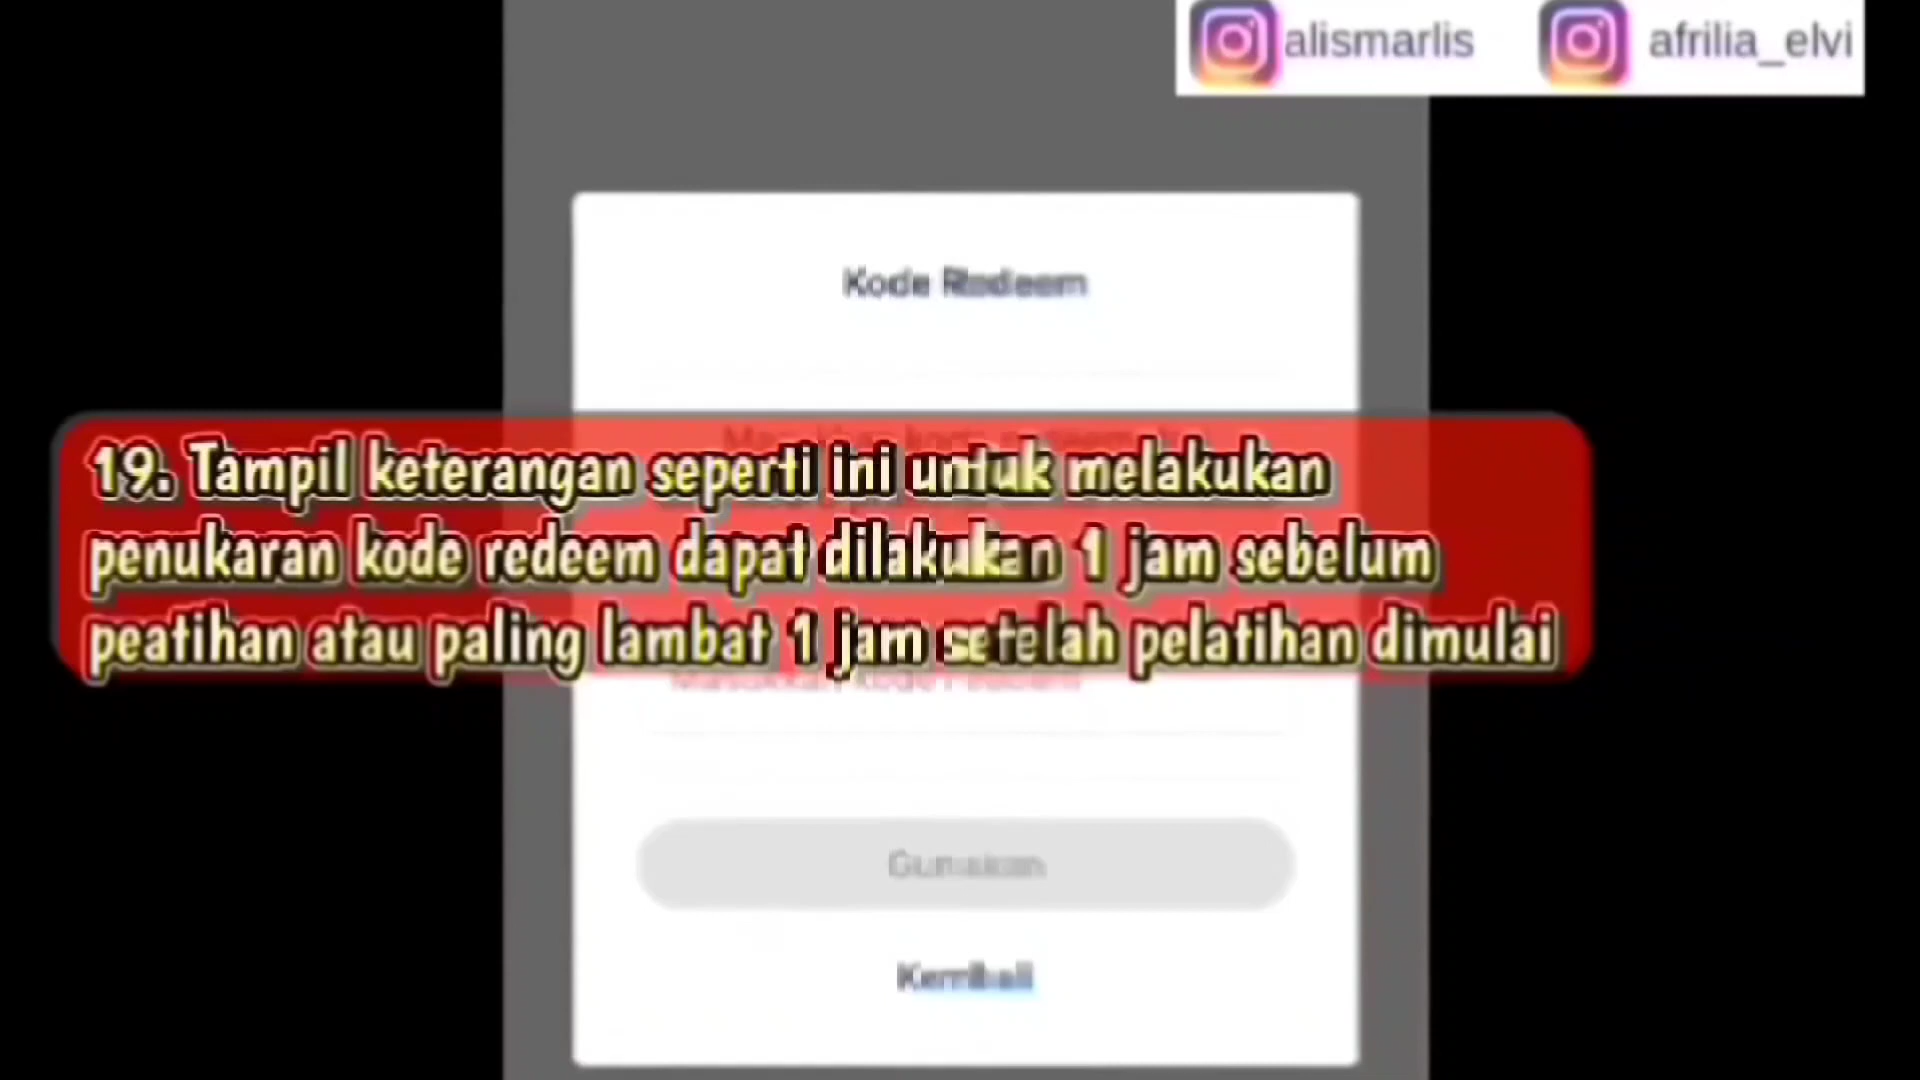 alismarlis afrilia_elvi
Kode Redeem
19. Tampil keterangan seperti ini untuk melakukan
penukaran kode redeem dapat dilakukan 1 jam sebelum
peatihan atau paling lambat 1 jam setelah pelatihan dimulai
Gunakan
Kembali